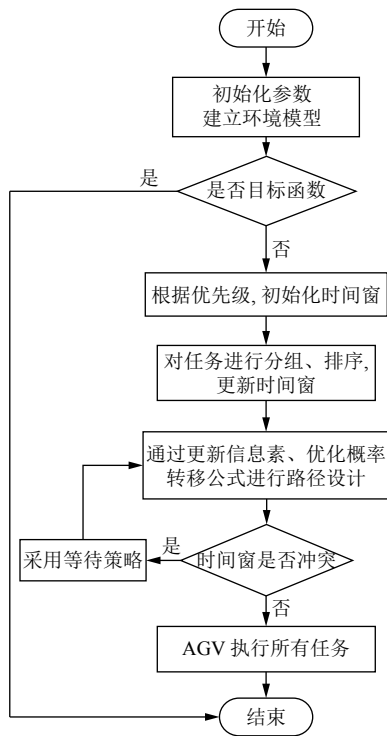 开始
初始化参数
建立环境模型
是
是否目标函数
否
根据优先级, 初始化时间窗
对任务进行分组、排序,
更新时间窗
通过更新信息素、优化概率
转移公式进行路径设计
采用等待策略
是
时间窗是否冲突
否
AGV 执行所有任务
结束